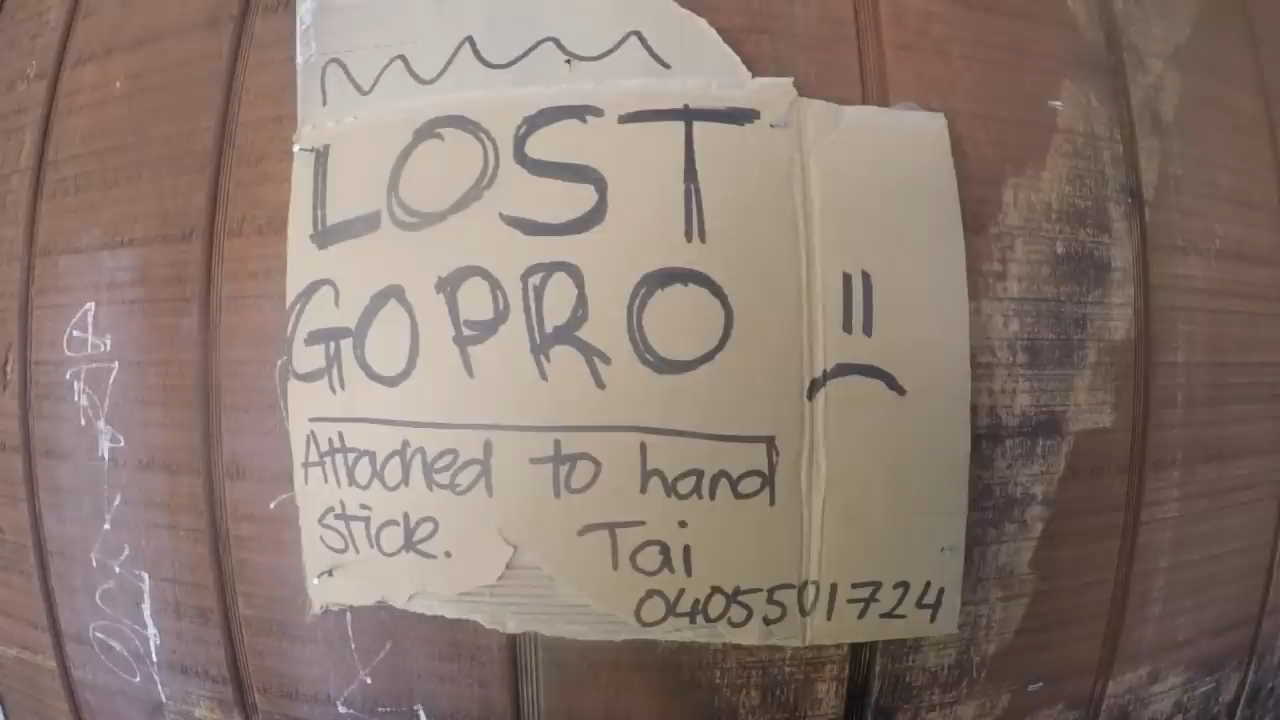 LOST
GOPRO
Attached to hand
stick.
Tai
0405501724